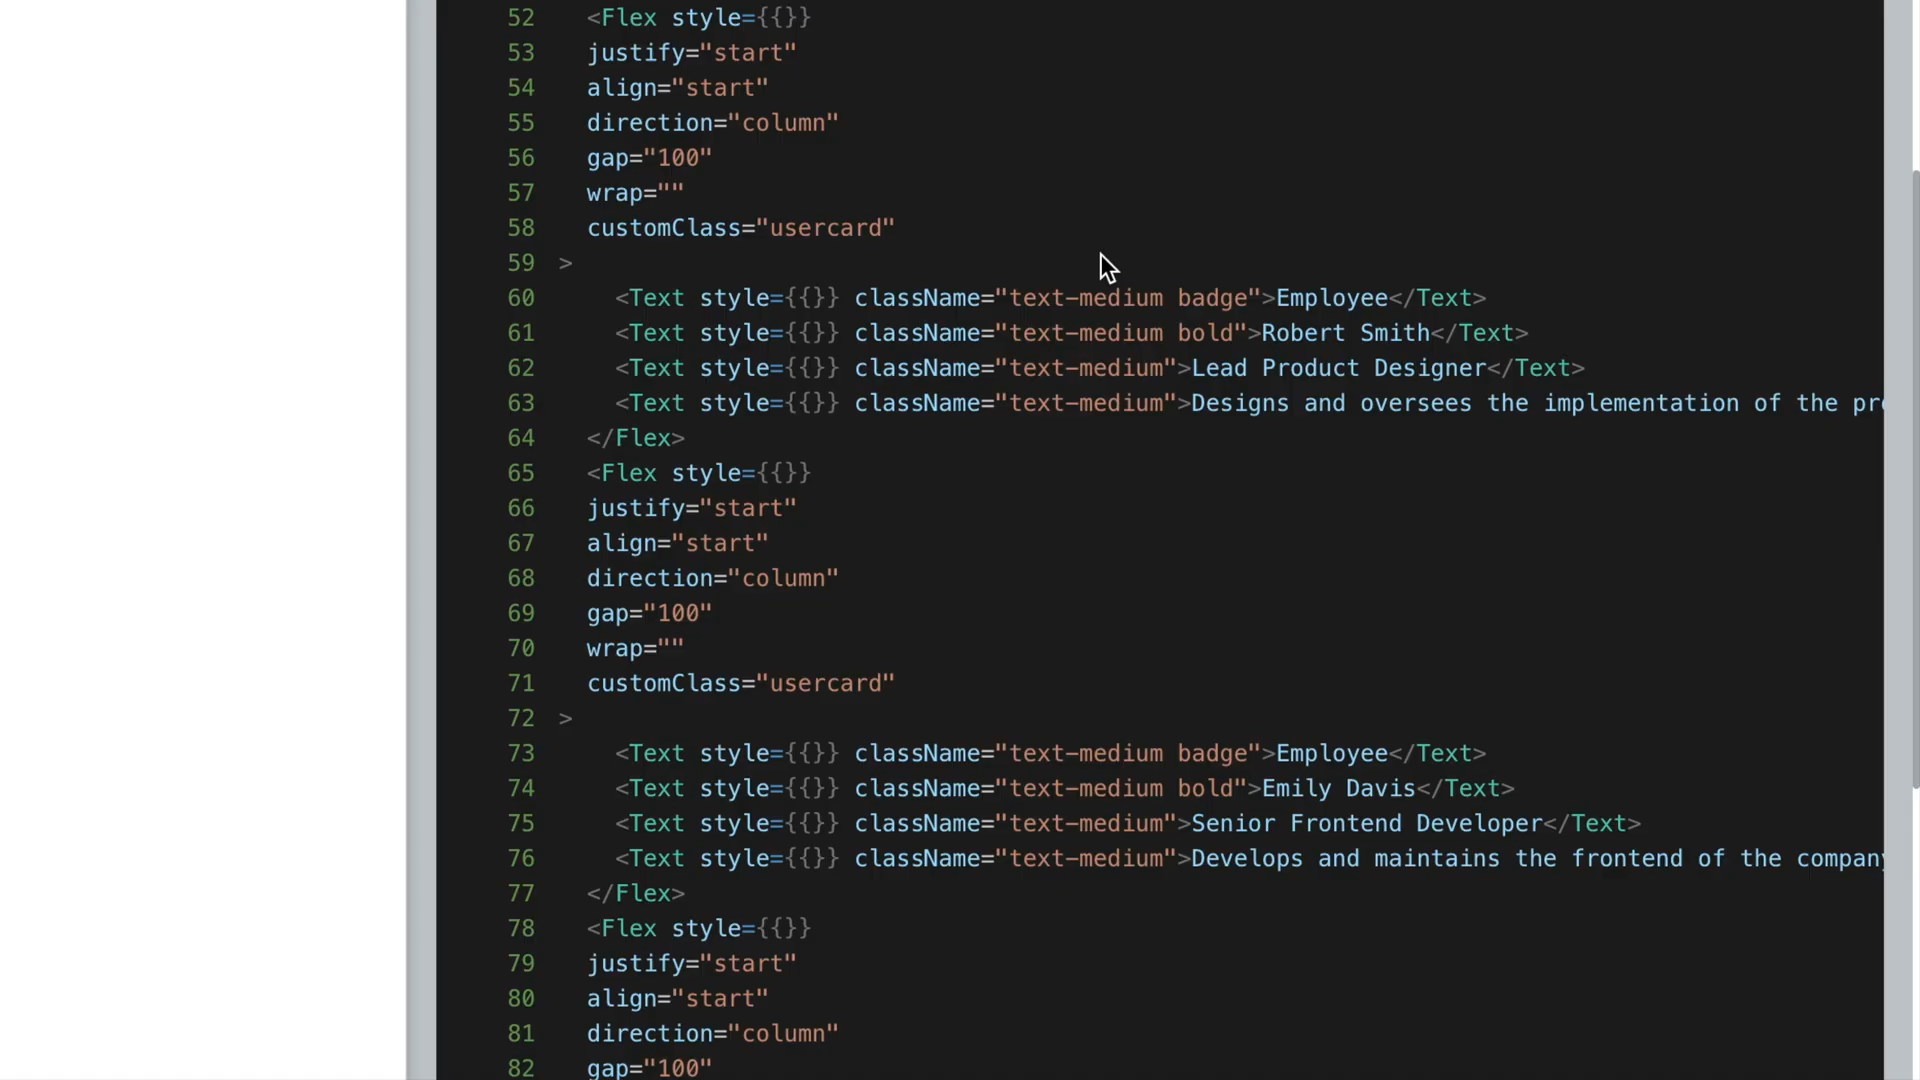 52 <Flex style={{}}
53 justify="start"
54 align="start"
55 direction="column"
56 gap="100"
57 wrap=""
58 customClass="usercard"
59 >
60 <Text style={{}} className="text-medium badge">Employee</Text>
61 <Text style={{}} className="text-medium bold">Robert Smith</Text>
62 <Text style={{}} className="text-medium">Lead Product Designer</Text>
63 <Text style={{}} className="text-medium">Designs and oversees the implementation of the
64 </Flex>
65 <Flex style={{}}
66 justify="start"
67 align="start"
68 direction="column"
69 gap="100"
70 wrap=""
71 customClass="usercard"
72 >
73 <Text style={{}} className="text-medium badge">Employee</Text>
74 <Text style={{}} className="text-medium bold">Emily Davis</Text>
75 <Text style={{}} className="text-medium">Senior Frontend Developer</Text>
76 <Text style={{}} className="text-medium">Develops and maintains the frontend of the company
77 </Flex>
78 <Flex style={{}}
79 justify="start"
80 align="start"
81 direction="column"
82 gap="100"